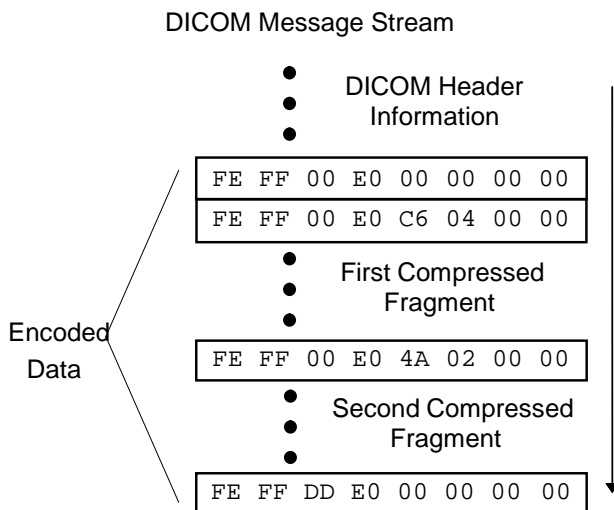 DICOM Message Stream
DICOM Header
Information
FE FF 00 E0 00 00 00 00
FE FF 00 E0 C6 04 00 00
First Compressed
Fragment
Encoded
Data
FE FF 00 E0 4A 02 00 00
Second Compressed
Fragment
FE FF DD E0 00 00 00 00